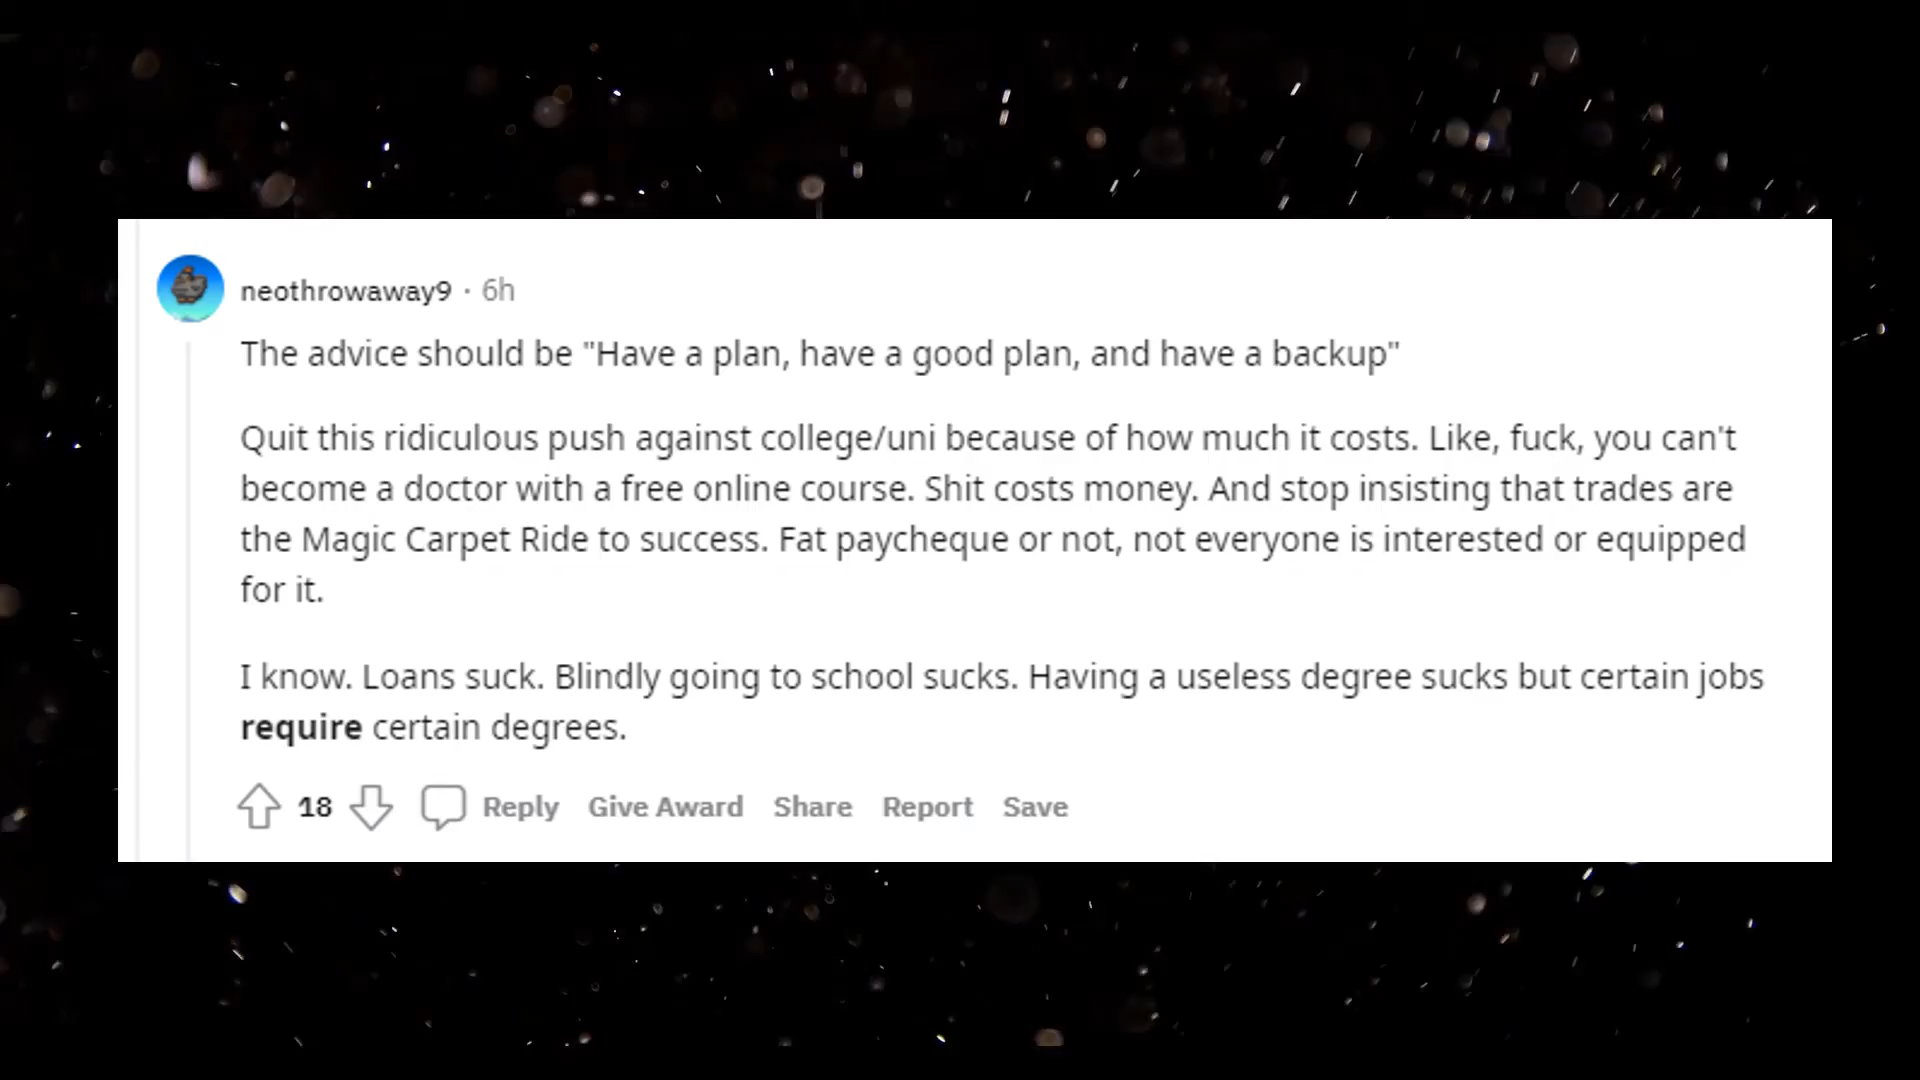 neothrowaway9 · 6h
The advice should be "Have a plan, have a good plan, and have a backup"
Quit this ridiculous push against college/uni because of how much it costs. Like, fuck, you can't
become a doctor with a free online course. Shit costs money. And stop insisting that trades are
the Magic Carpet Ride to success. Fat paycheque or not, not everyone is interested or equipped
for it.
I know. Loans suck. Blindly going to school sucks. Having a useless degree sucks but certain jobs
require certain degrees.
18 Reply Give Award Share Report Save